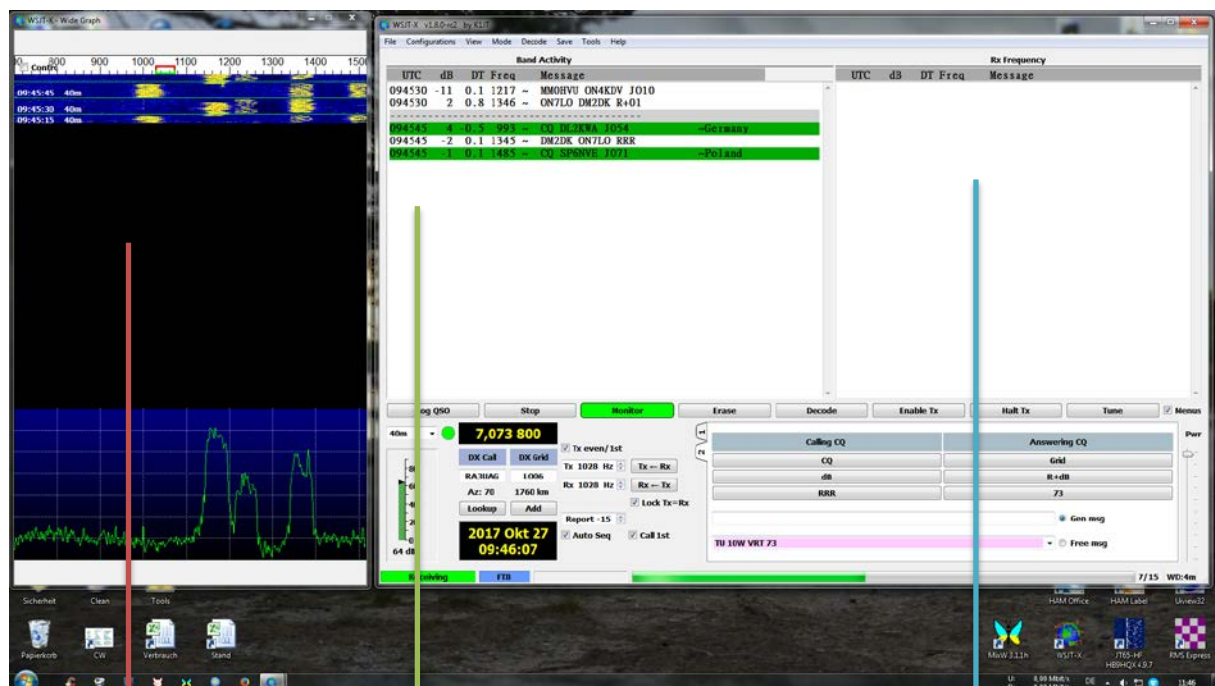 WSJT-X - Wide Graph
Contro
800 900 1000 1100 1200 1300 1400 1500
09:45:45 40m
09:45:30 40m
09:45:15 40m
WSJT-X v1.8.0-rc2 by K1JT
File Configurations View Mode Decode Save Tools Help
Band Activity
UTC dB DT Freq Message
094530 -11 0.1 1217 ~ MM0HVU ON4KDV JO10
094530 2 0.8 1346 ~ ON7LO DM2DK R+01
094545 4 -0.5 993 ~ CQ DL2KWA JO54 ~Germany
094545 -2 0.1 1345 ~ DM2DK ON7LO RRR
094545 -1 0.1 1485 ~ CQ SP6NVE JO71 ~Poland
Rx Frequency
UTC dB DT Freq Message
QSO Stop Monitor Erase Decode Enable Tx Halt Tx Tune Menus
40m 7,073 800
DX Call DX Grid
RA3UAG LO06
Az: 70 1760 km
Lookup Add
2017 Okt 27
09:46:07
64 dB
Tx even/1st
Tx 1028 Hz Tx ← Rx
Rx 1028 Hz Rx ← Tx
Lock Tx=Rx
Report -15
Auto Seq Call 1st
1
2
Calling CQ Answering CQ
CQ Grid
dB R+dB
RRR 73
Gen msg
TU 10W VRT 73 Free msg
Pwr
Receiving FT8 7/15 WD:4m
Sicherheit Clean Tools
HAM Office HAM Label Uiview32
Papierkorb CW Verbrauch Stand
MixW 3.1.1h WSJT-X JT65-HF HB9HQX 4.9.7 RMS Express
DE 11:46